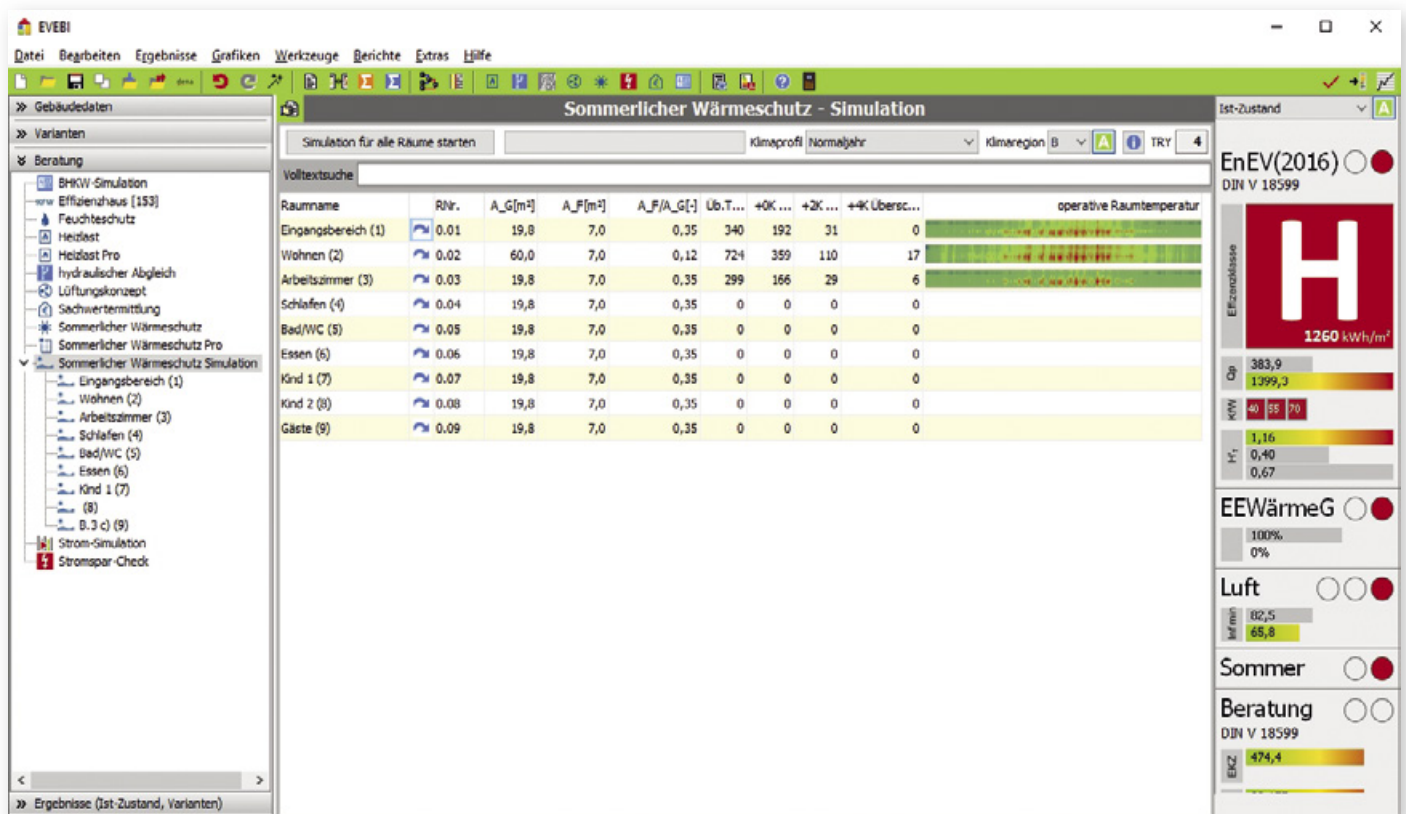 EVEBI
Datei Bearbeiten Ergebnisse Grafiken Werkzeuge Berichte Extras Hilfe
dena
» Gebäudedaten
» Varianten
Beratung
BHKW-Simulation
Effizienzhaus [153]
Feuchteschutz
Heizlast
Heizlast Pro
hydraulischer Abgleich
Lüftungskonzept
Sachwertermittlung
Sommerlicher Wärmeschutz
Sommerlicher Wärmeschutz Pro
Sommerlicher Wärmeschutz Simulation
Eingangsbereich (1)
Wohnen (2)
Arbeitszimmer (3)
Schlafen (4)
Bad/WC (5)
Essen (6)
Kind 1 (7)
(8)
B.3 c) (9)
Strom-Simulation
Stromspar-Check
» Ergebnisse (Ist-Zustand, Varianten)
Sommerlicher Wärmeschutz - Simulation
Simulation für alle Räume starten Klimaprofil Normaljahr Klimaregion B A TRY 4
Volltextsuche
Raumname RNr. A_G[m²] A_F[m²] A_F/A_G[-] Üb.T... +0K ... +2K ... +4K Übersc... operative Raumtemperatur
Eingangsbereich (1) 0.01 19,8 7,0 0,35 340 192 31 0
Wohnen (2) 0.02 60,0 7,0 0,12 724 359 110 17
Arbeitszimmer (3) 0.03 19,8 7,0 0,35 299 166 29 6
Schlafen (4) 0.04 19,8 7,0 0,35 0 0 0 0
Bad/WC (5) 0.05 19,8 7,0 0,35 0 0 0 0
Essen (6) 0.06 19,8 7,0 0,35 0 0 0 0
Kind 1 (7) 0.07 19,8 7,0 0,35 0 0 0 0
Kind 2 (8) 0.08 19,8 7,0 0,35 0 0 0 0
Gäste (9) 0.09 19,8 7,0 0,35 0 0 0 0
Ist-Zustand A
EnEV(2016)
DIN V 18599
Effizienzklasse
H
1260 kWh/m²
Qp
383,9
1399,3
KfW
40 55 70
H'T
1,16
0,40
0,67
EEWärmeG
100%
0%
Luft
Inf min
82,5
65,8
Sommer
Beratung
DIN V 18599
EKZ
474,4